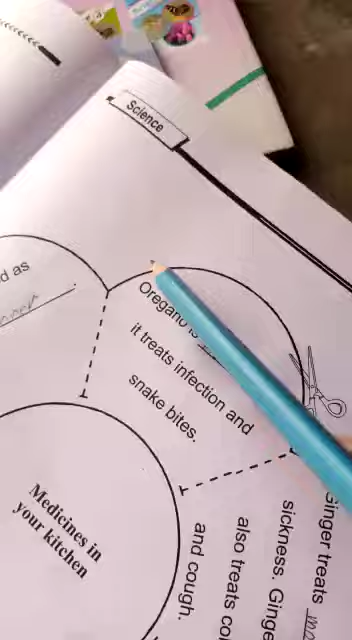 Science
d as
Oregano is
it treats infection and
snake bites.
Medicines in
your kitchen
Ginger treats
sickness. Ging
also treats co
and cough.